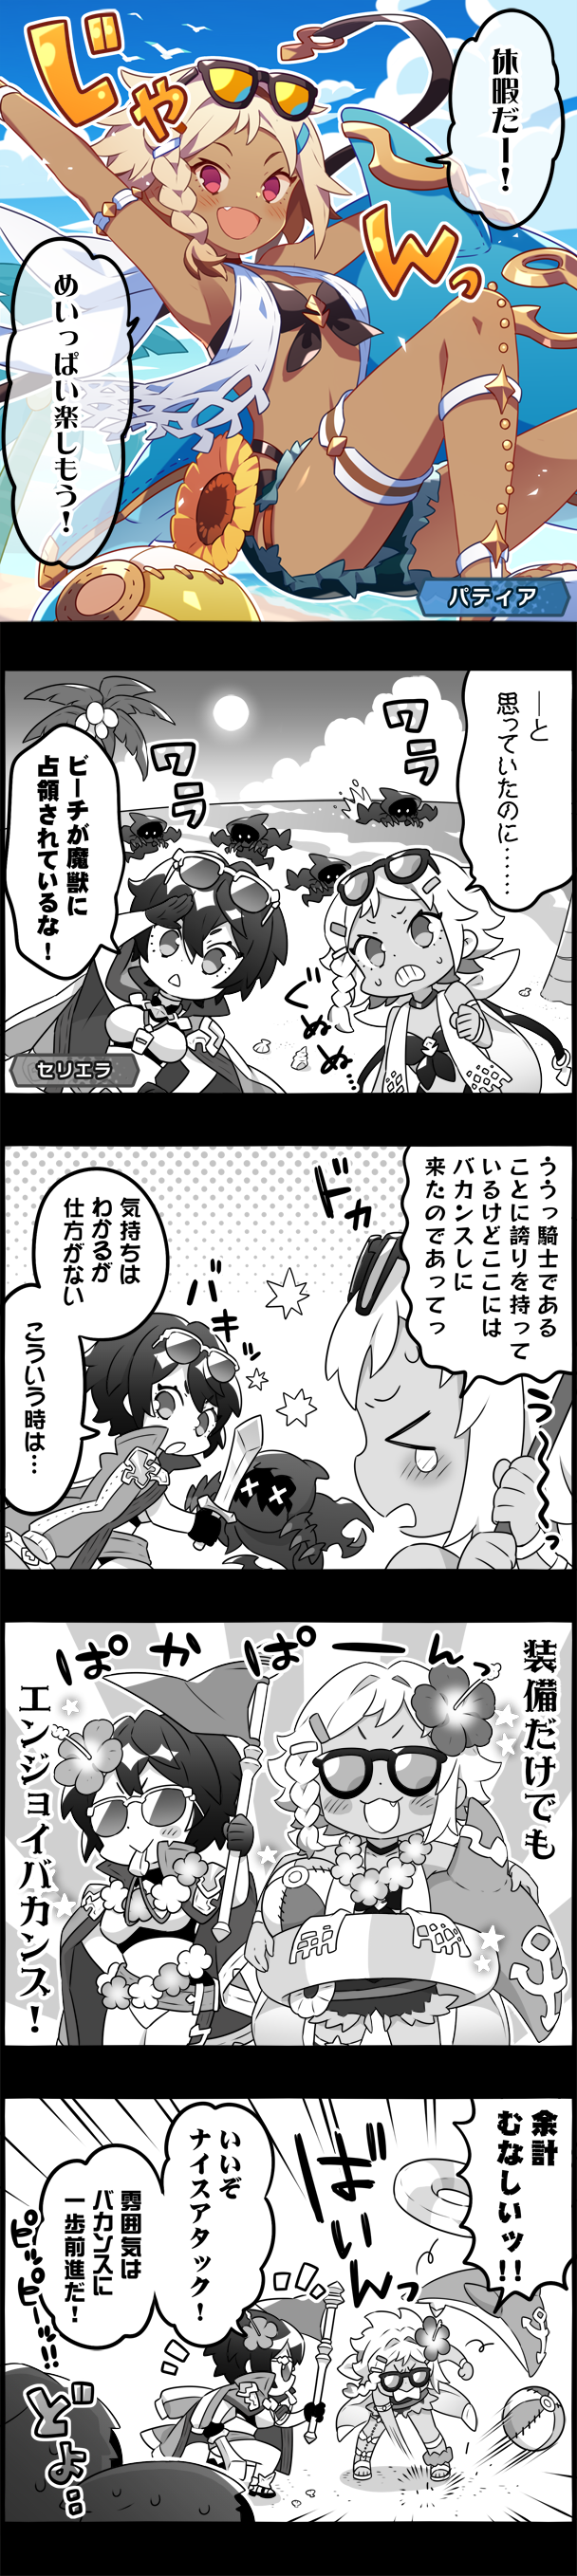 じゃ
んっ
休暇だー!
めいっぱい楽しもう!
パティア
―と
思っていたのに……
ワラ
ワラ
ビーチが魔獣に
占領されているな!
ぐぬぬ…
セリエラ
ううっ騎士である
ことに誇りを持って
いるけどここには
バカンスしに
来たのであってっ
う〜〜っ
ドカ
バキッ
気持ちは
わかるが
仕方がない
こういう時は…
ぱかぱーんっ
装備だけでも
エンジョイバカンス!
余計
むなしいッ!!
ばいんっ
いいぞ
ナイスアタック!
雰囲気は
バカンスに
一歩前進だ!
ピッピピーッ!!
どよ…